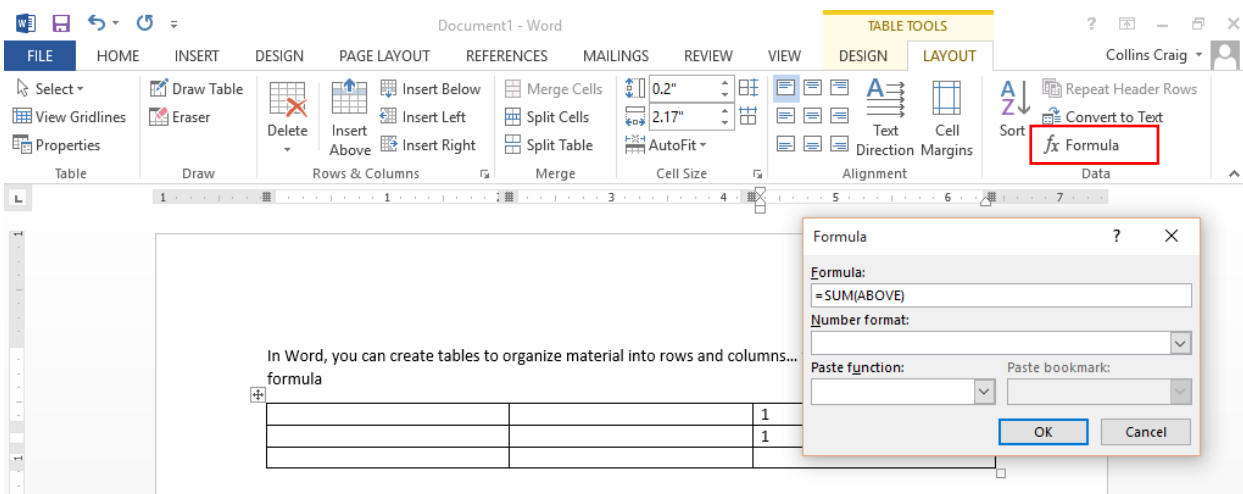 Document1 - Word
TABLE TOOLS
FILE HOME INSERT DESIGN PAGE LAYOUT REFERENCES MAILINGS REVIEW VIEW DESIGN LAYOUT Collins Craig
Select
View Gridlines
Properties
Table
Draw Table
Eraser
Draw
Delete
Insert Above
Insert Below
Insert Left
Insert Right
Rows & Columns
Merge Cells
Split Cells
Split Table
Merge
0.2"
2.17"
AutoFit
Cell Size
Text Direction
Cell Margins
Alignment
A Z
Sort
Repeat Header Rows
Convert to Text
fx Formula
Data
1 1 2 3 4 5 6 7
Formula
Formula:
=SUM(ABOVE)
Number format:
Paste function: Paste bookmark:
OK Cancel
In Word, you can create tables to organize material into rows and columns...
formula
1
1